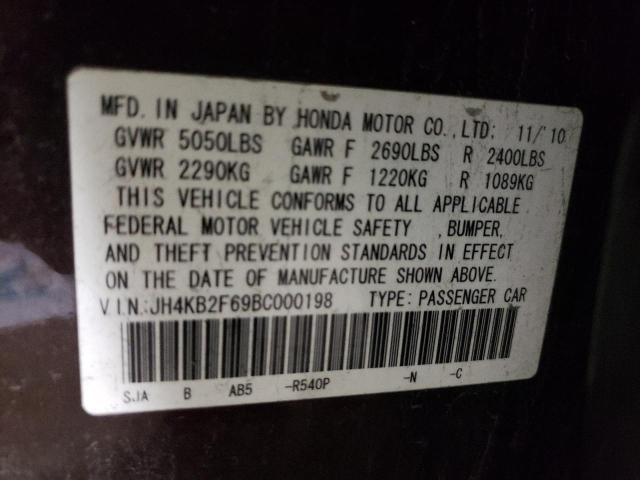 MFD. IN JAPAN BY HONDA MOTOR CO., LTD: 11/'10
GVWR 5050LBS GAWR F 2690LBS R 2400LBS
GVWR 2290KG GAWR F 1220KG R 1089KG
THIS VEHICLE CONFORMS TO ALL APPLICABLE
FEDERAL MOTOR VEHICLE SAFETY , BUMPER,
AND THEFT PREVENTION STANDARDS IN EFFECT
ON THE DATE OF MANUFACTURE SHOWN ABOVE.
VIN:JH4KB2F69BC000198 TYPE: PASSENGER CAR
SJA B AB5 -R540P -N -C